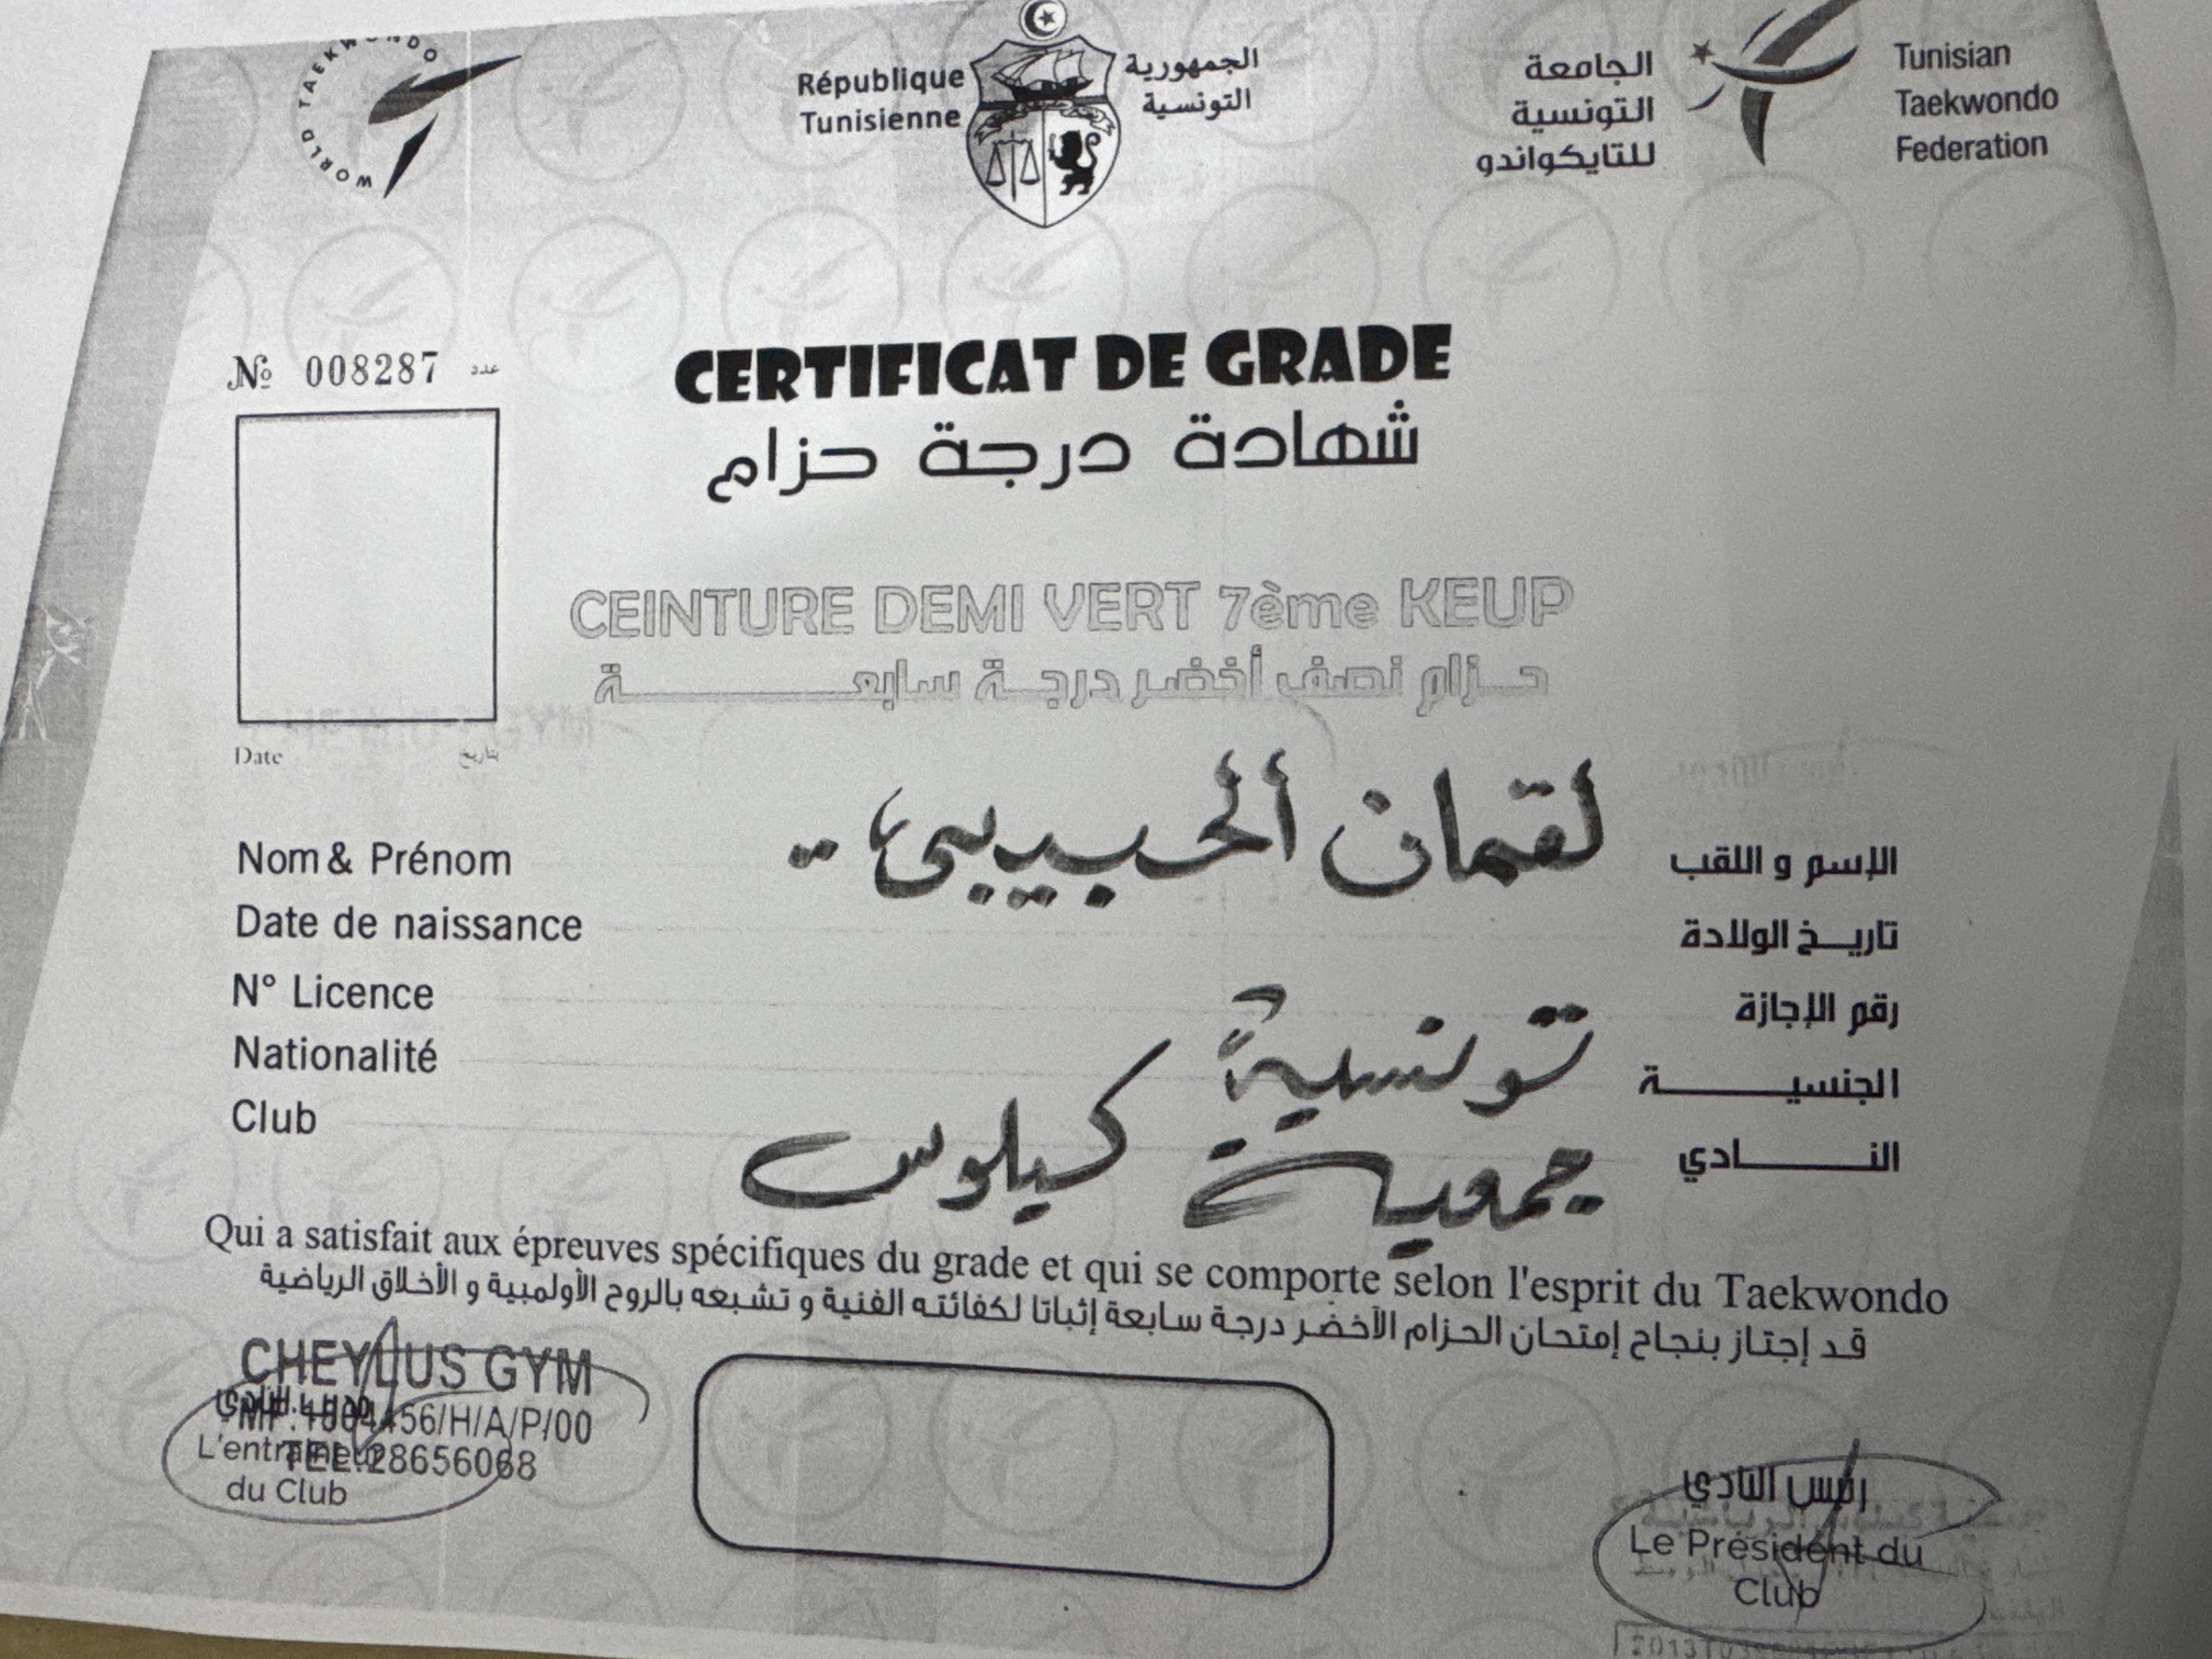 WORLD TAEKWONDO
République
Tunisienne
الجمهورية
التونسية
الجامعة
التونسية
للتايكواندو
Tunisian
Taekwondo
Federation
№ 008287 عدد
CERTIFICAT DE GRADE
شهادة درجة حزام
CEINTURE DEMI VERT 7ème KEUP
حزام نصف أخضر درجة سابعة
Date بتاريخ
Nom & Prénom لقمان الحبيبي الإسم و اللقب
Date de naissance تاريخ الولادة
N° Licence رقم الإجازة
Nationalité تونسية الجنسية
Club جمعية كيلوس النادي
Qui a satisfait aux épreuves spécifiques du grade et qui se comporte selon l'esprit du Taekwondo
قد إجتاز بنجاح إمتحان الحزام الأخضر درجة سابعة إثباتا لكفائته الفنية و تشبعه بالروح الأولمبية و الأخلاق الرياضية
CHEYLUS GYM
L'entraineur
TEL:28656068
du Club
رئيس النادي
Le Président du
Club